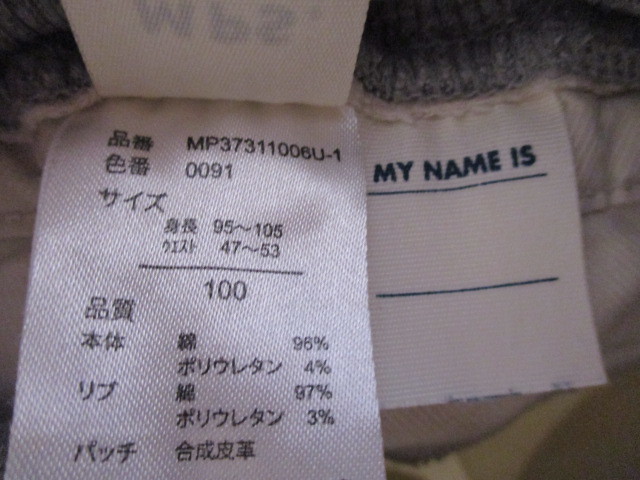 M.P.S.
品番 MP37311006U-1
色番 0091
サイズ
身長 95～105
ウエスト 47～53
100
品質
本体 綿 96%
ポリウレタン 4%
リブ 綿 97%
ポリウレタン 3%
パッチ 合成皮革
MY NAME IS